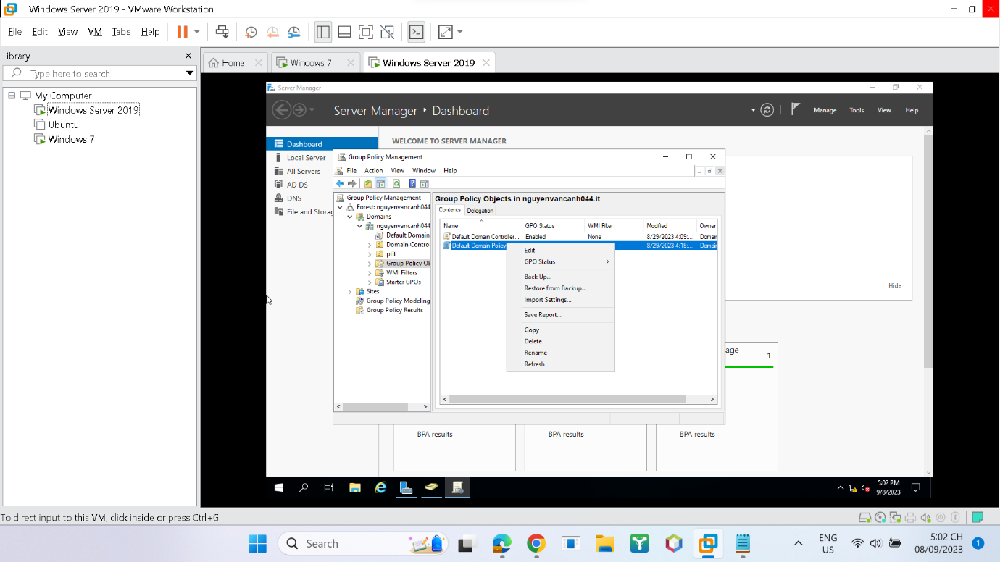 Windows Server 2019 - VMware Workstation
File Edit View VM Tabs Help
Library
Type here to search
My Computer
Windows Server 2019
Ubuntu
Windows 7
Home
Windows 7
Windows Server 2019
Server Manager
Server Manager • Dashboard
Manage Tools View Help
Dashboard
Local Server
All Servers
AD DS
DNS
File and Storag
WELCOME TO SERVER MANAGER
Group Policy Management
File Action View Window Help
Group Policy Management
Forest: nguyenvancanh044
Domains
nguyenvancanh044
Default Domain
Domain Contro
ptit
Group Policy Ob
WMI Filters
Starter GPOs
Sites
Group Policy Modeling
Group Policy Results
Group Policy Objects in nguyenvancanh044.it
Contents Delegation
Name GPO Status WMI Filter Modified Owner
Default Domain Controller... Enabled None 8/29/2023 4:09:... Domai
Default Domain Policy 8/29/2023 4:15:... Domai
Edit
GPO Status
Back Up...
Restore from Backup...
Import Settings...
Save Report...
Copy
Delete
Rename
Refresh
Hide
age 1
BPA results
BPA results
BPA results
5:02 PM
9/8/2023
To direct input to this VM, click inside or press Ctrl+G.
Search
ENG
US
5:02 CH
08/09/2023
1